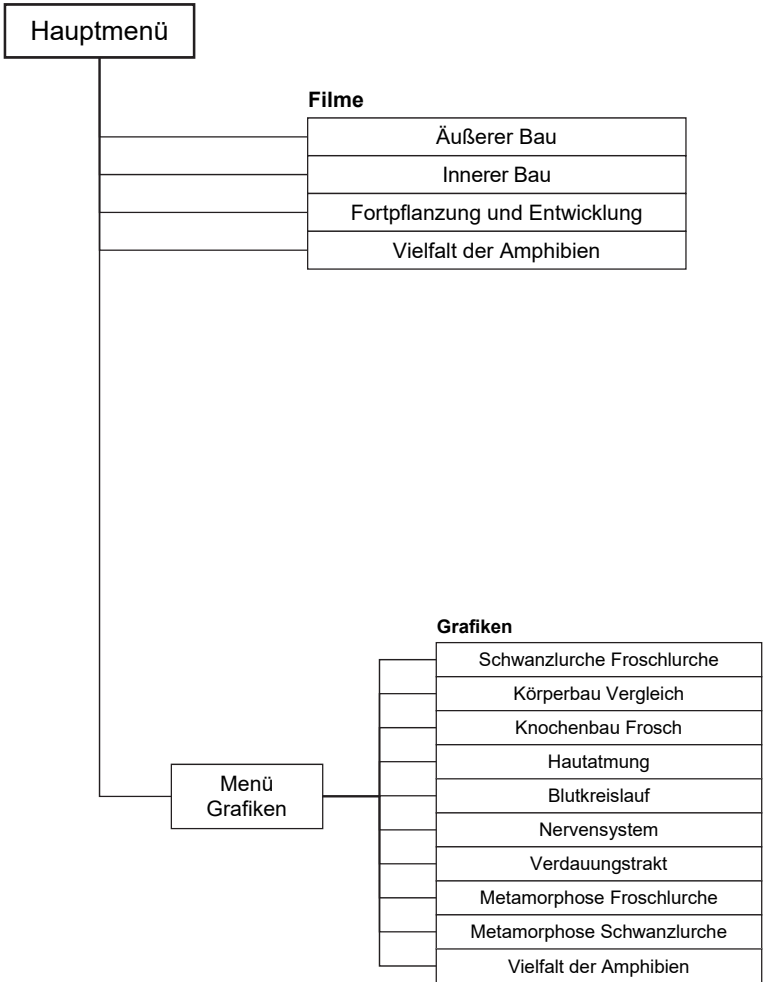 Hauptmenü
Filme
Äußerer Bau
Innerer Bau
Fortpflanzung und Entwicklung
Vielfalt der Amphibien
Grafiken
Schwanzlurche Froschlurche
Körperbau Vergleich
Knochenbau Frosch
Hautatmung
Menü
Grafiken
Blutkreislauf
Nervensystem
Verdauungstrakt
Metamorphose Froschlurche
Metamorphose Schwanzlurche
Vielfalt der Amphibien